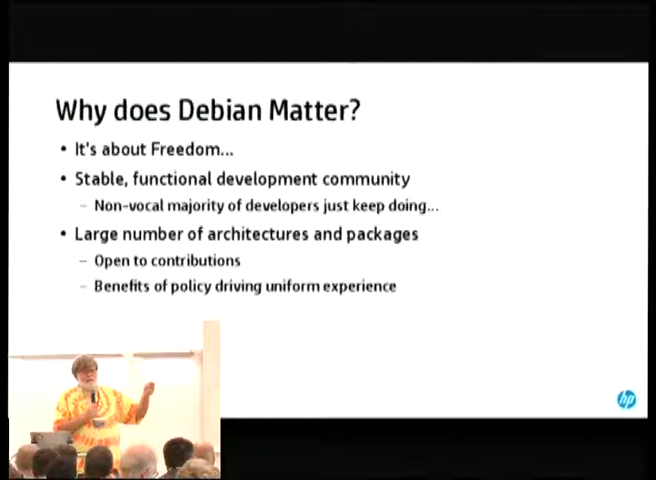 Why does Debian Matter?
• It's about Freedom...
• Stable, functional development community
– Non-vocal majority of developers just keep doing...
• Large number of architectures and packages
– Open to contributions
– Benefits of policy driving uniform experience
hp